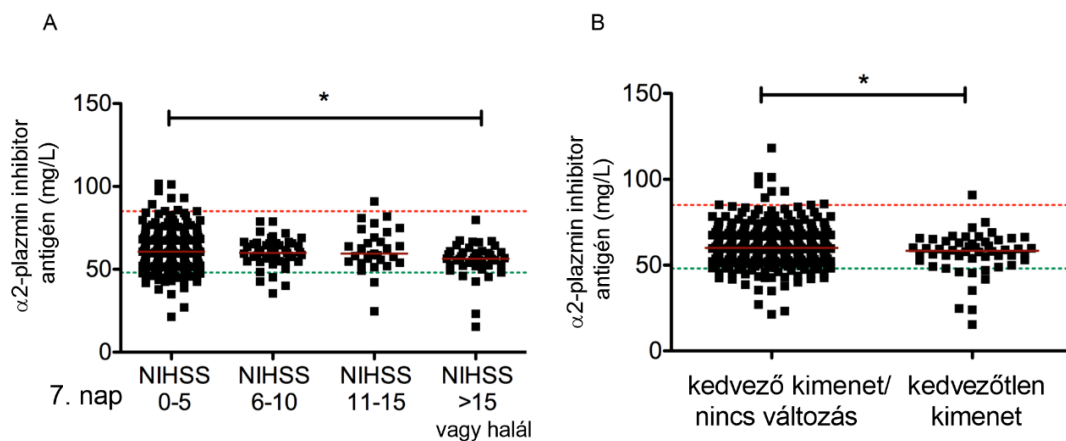 A
α2-plazmin inhibitor
antigén (mg/L)
150
100
50
0
*
NIHSS
0-5
NIHSS
6-10
NIHSS
11-15
NIHSS
>15
vagy halál
7. nap
B
α2-plazmin inhibitor
antigén (mg/L)
150
100
50
0
*
kedvező kimenet/
nincs változás
kedvezőtlen
kimenet